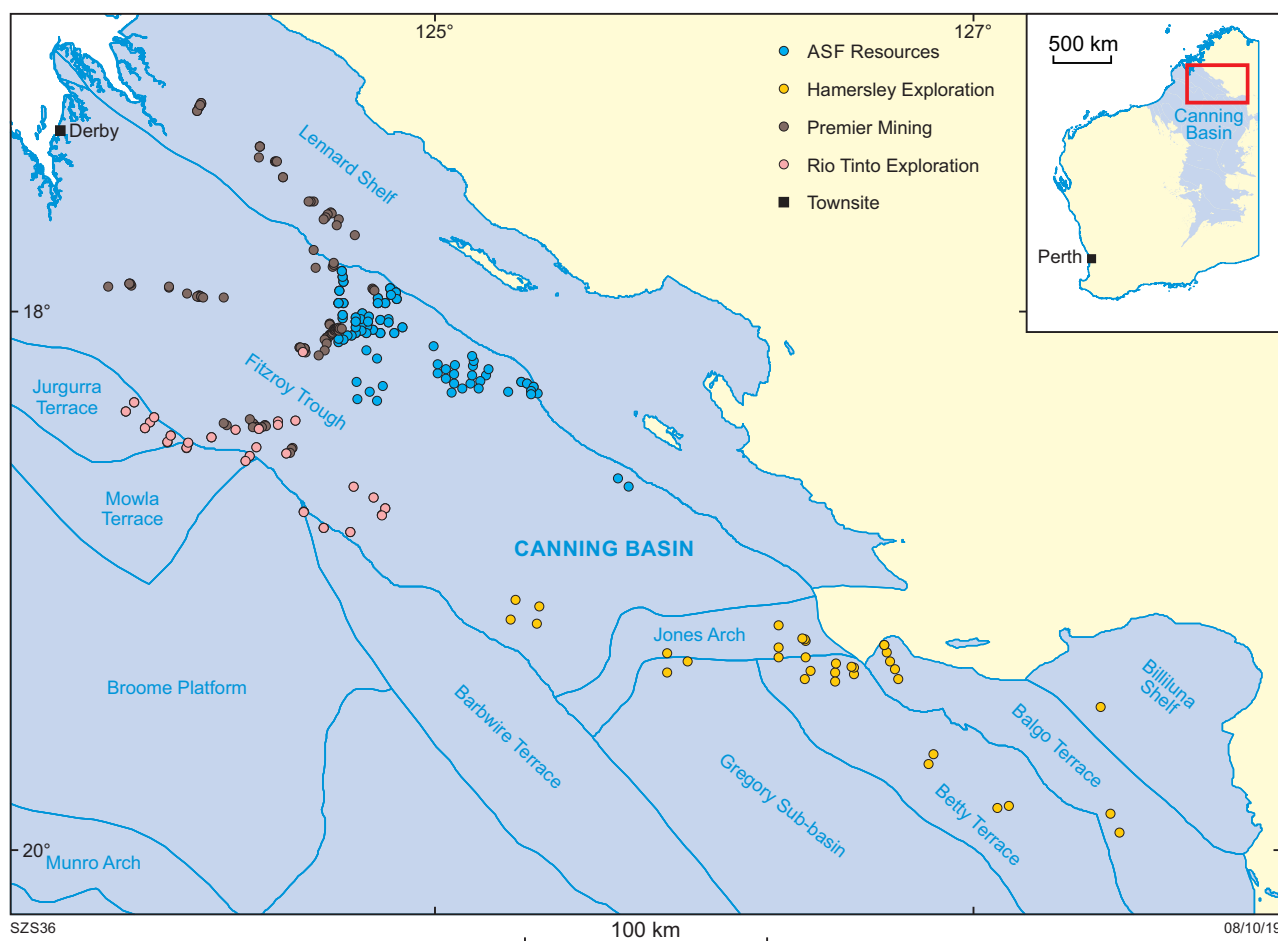 125°
127°
ASF Resources
Hamersley Exploration
Premier Mining
Rio Tinto Exploration
Townsite
500 km
Canning
Basin
Perth
Derby
Lennard Shelf
18°
Fitzroy Trough
Jurgurra
Terrace
Mowla
Terrace
CANNING BASIN
Jones Arch
Broome Platform
Barbwire Terrace
Gregory Sub-basin
Betty Terrace
Balgo Terrace
Billiluna
Shelf
20°
Munro Arch
SZS36
100 km
08/10/19